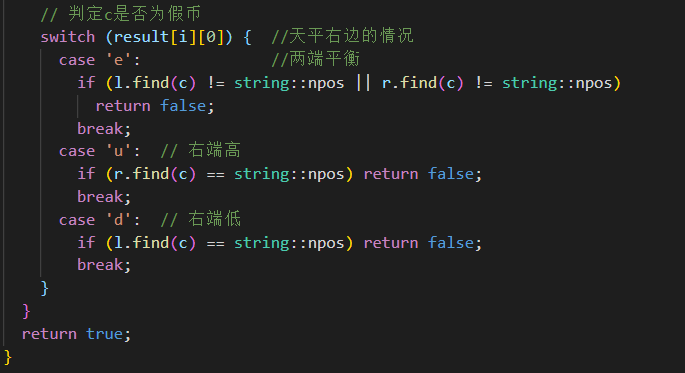 // 判定c是否为假币
switch (result[i][0]) {  //天平右边的情况
case 'e':             //两端平衡
if (l.find(c) != string::npos || r.find(c) != string::npos)
return false;
break;
case 'u':  // 右端高
if (r.find(c) == string::npos) return false;
break;
case 'd':  // 右端低
if (l.find(c) == string::npos) return false;
break;
}
}
return true;
}